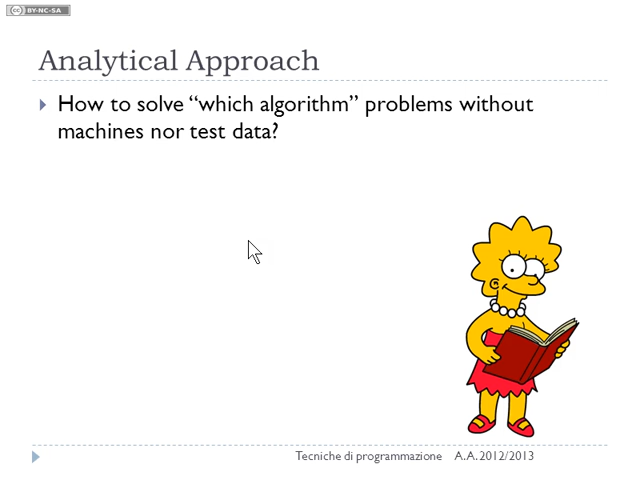 BY-NC-SA
Analytical Approach
How to solve “which algorithm” problems without
machines nor test data?
Tecniche di programmazione A.A. 2012/2013